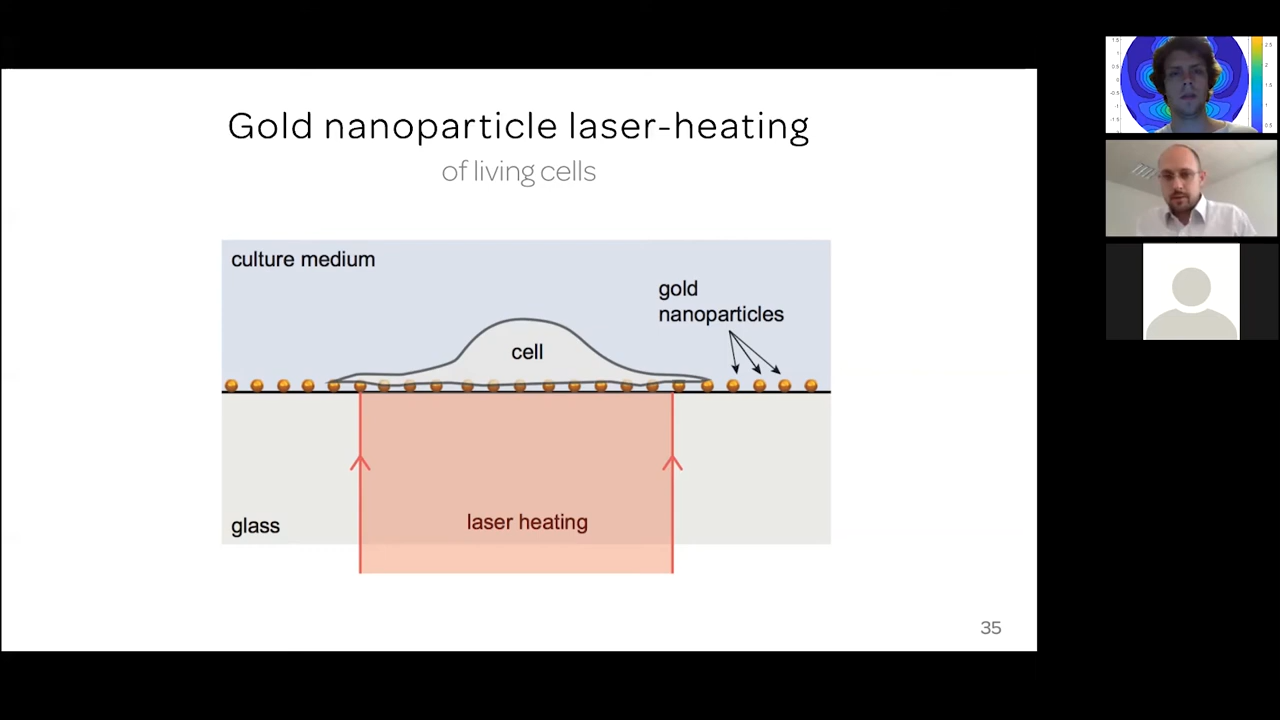 Gold nanoparticle laser-heating
of living cells
culture medium
gold
nanoparticles
cell
laser heating
glass
35